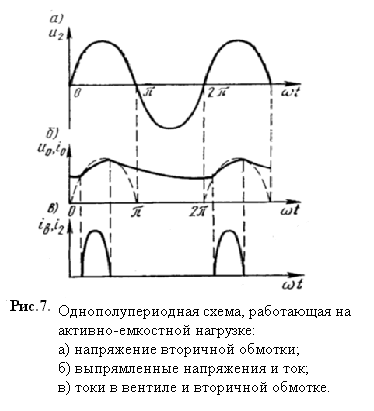 а)
u₂
0 π 2π ωt
б)
u₀,i₀
0 π 2π ωt
в)
iв,i₂
ωt
Рис.7. Однополупериодная схема, работающая на
активно-емкостной нагрузке:
а) напряжение вторичной обмотки;
б) выпрямленные напряжения и ток;
в) токи в вентиле и вторичной обмотке.